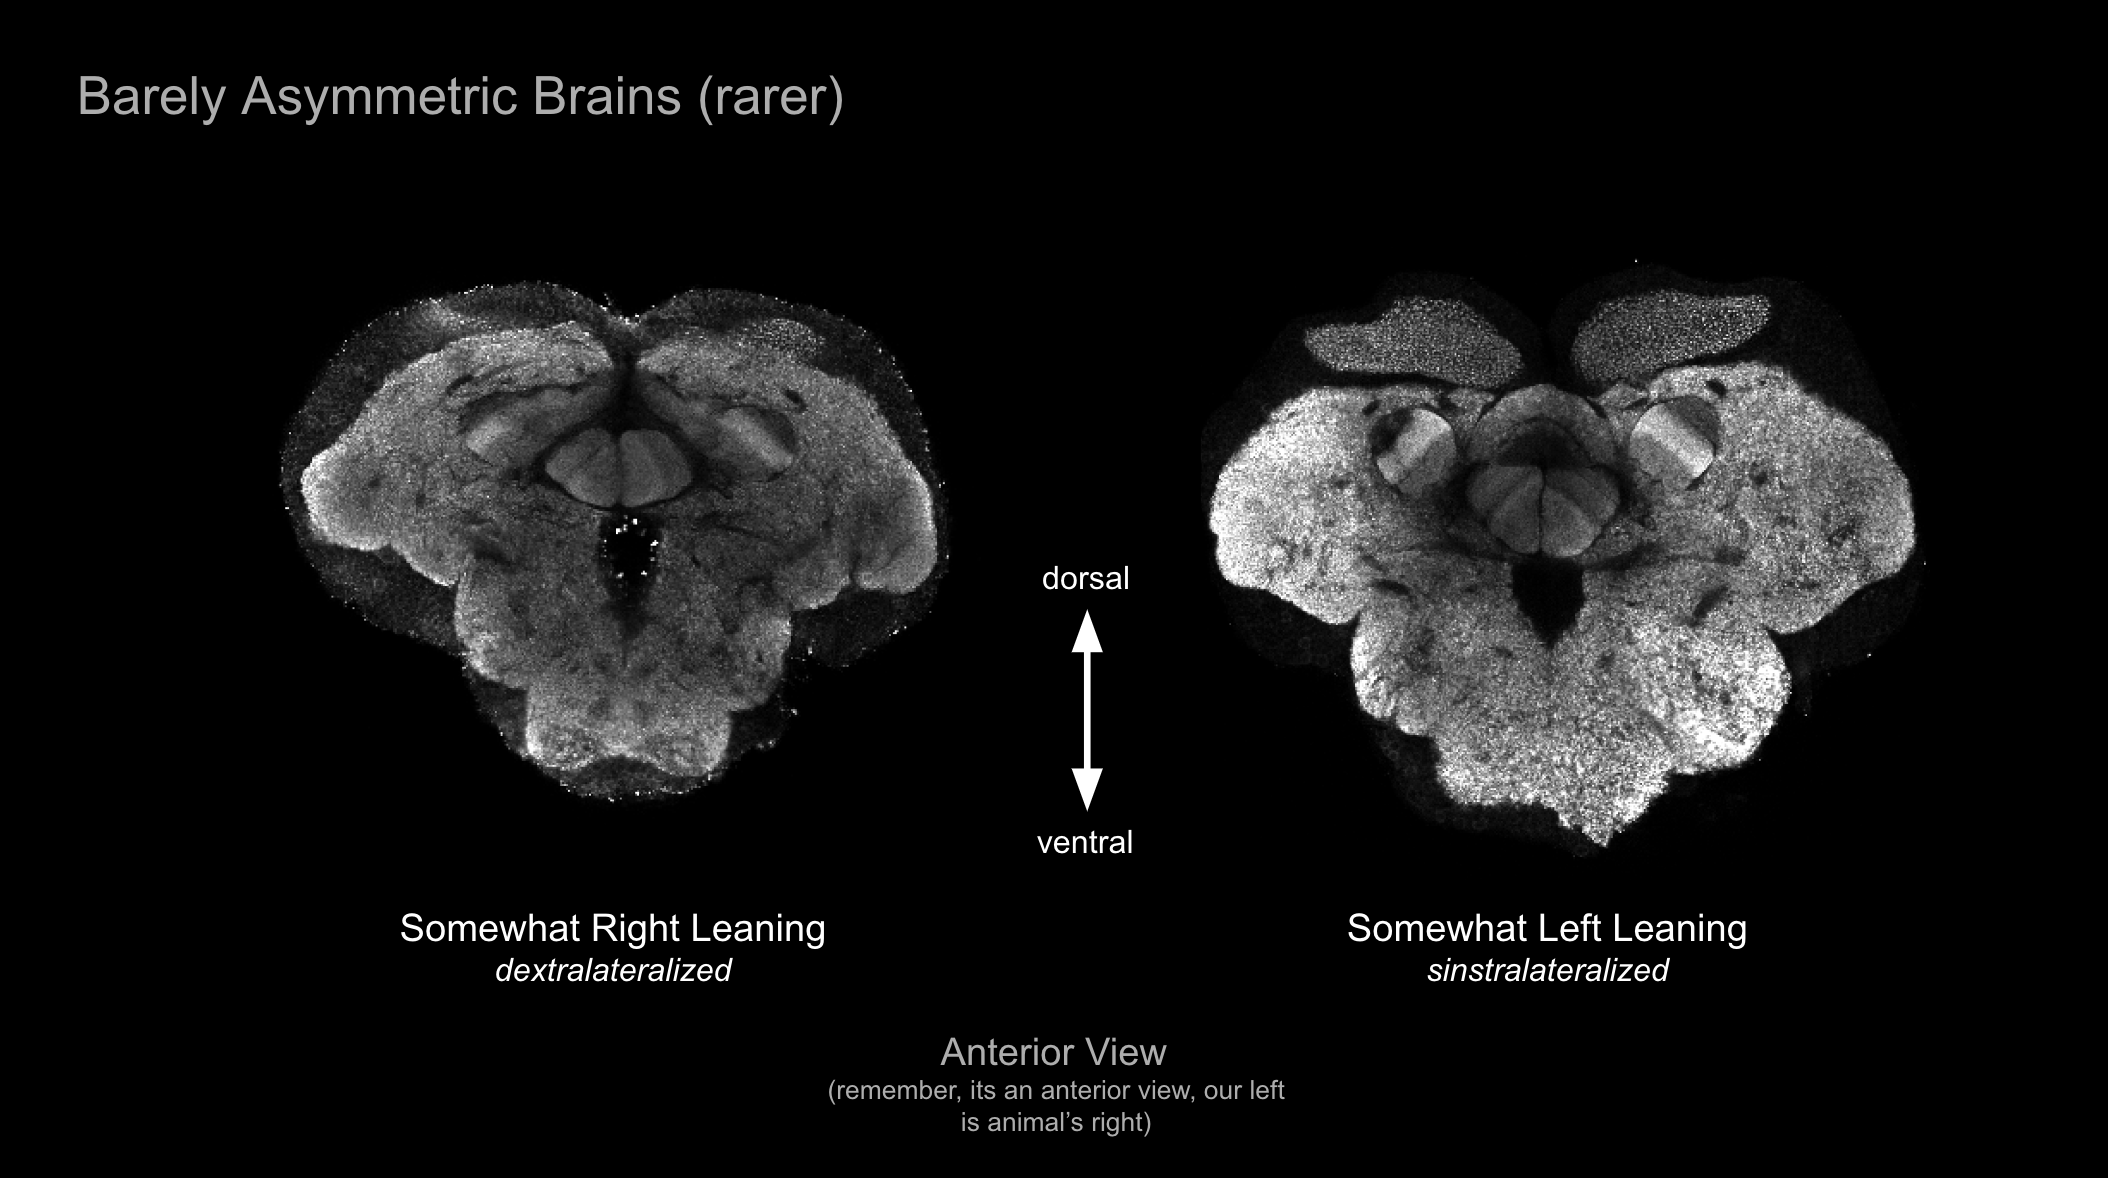 Barely Asymmetric Brains (rarer)
dorsal
ventral
Somewhat Right Leaning
dextralateralized
Somewhat Left Leaning
sinstralateralized
Anterior View
(remember, its an anterior view, our left
is animal’s right)